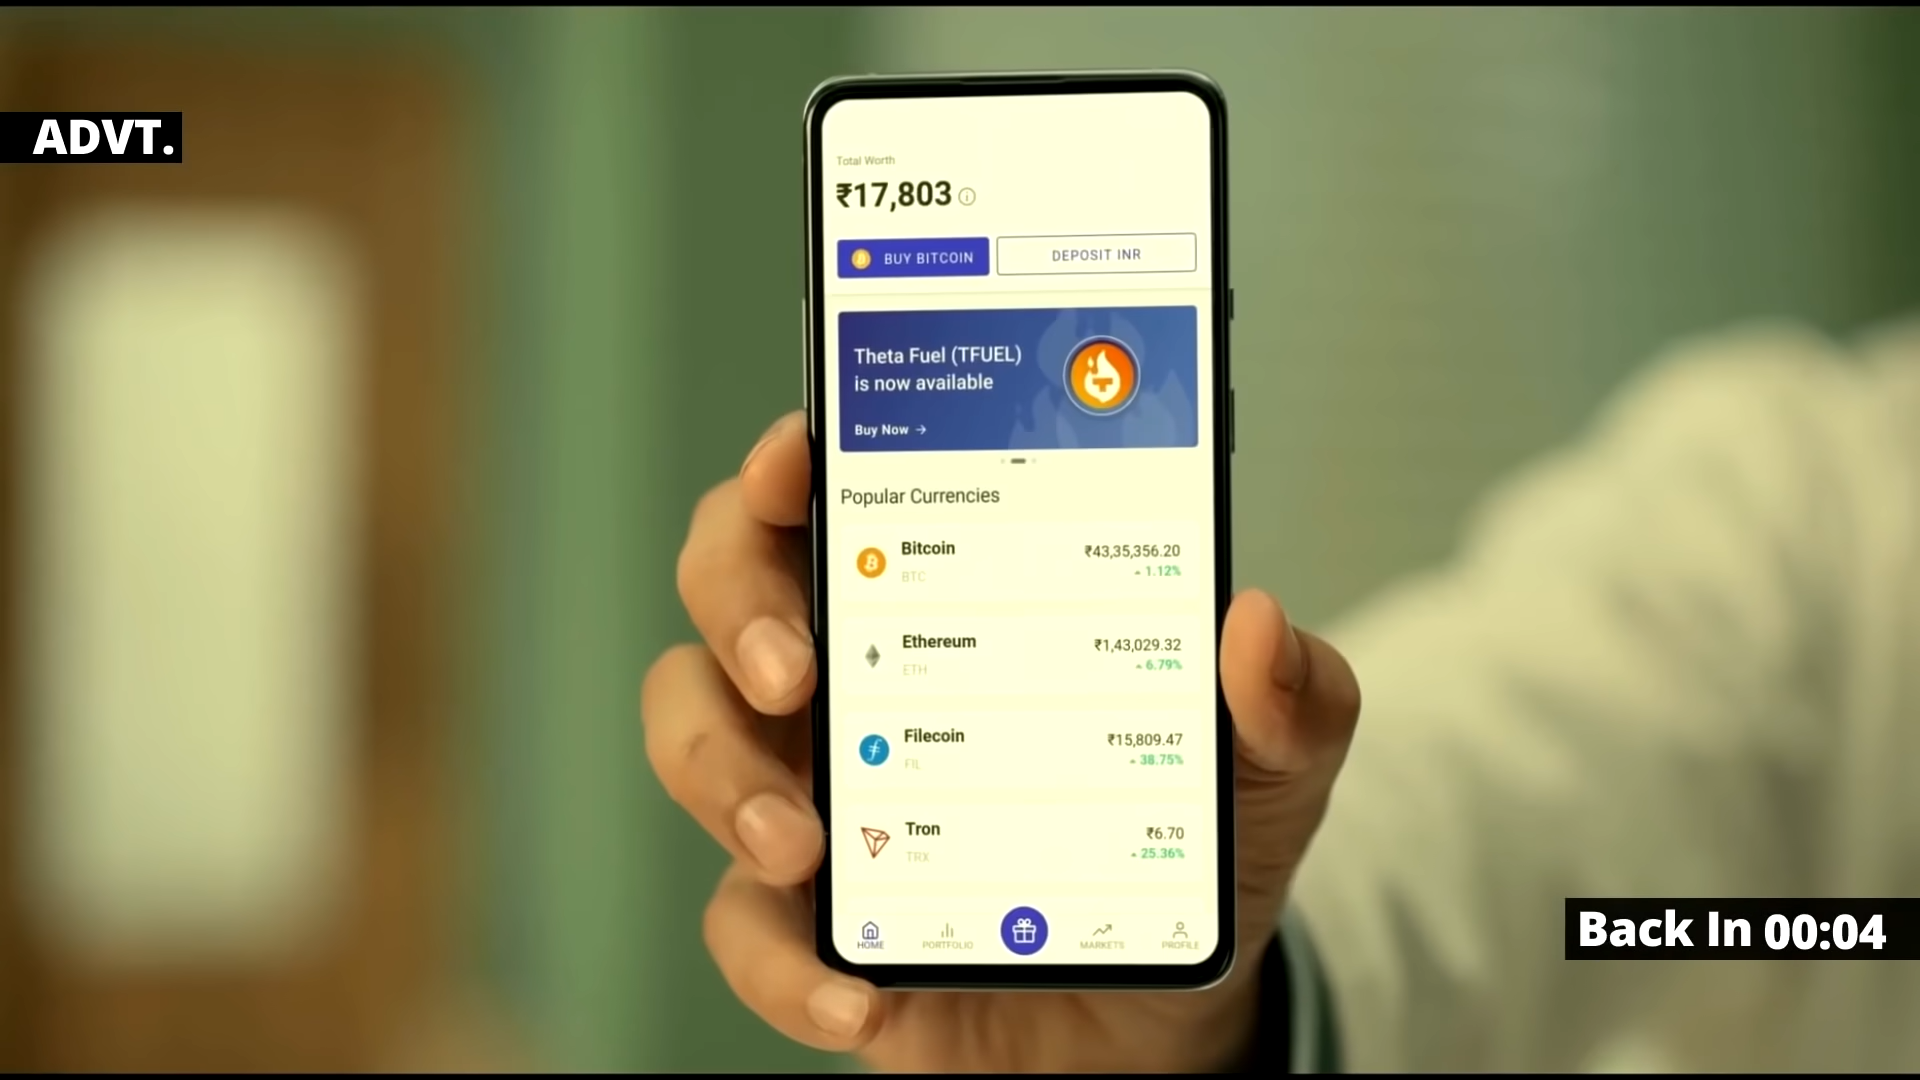 ADVT.
Total Worth
₹17,803
BUY BITCOIN
DEPOSIT INR
Theta Fuel (TFUEL)
is now available
Buy Now →
Popular Currencies
Bitcoin
₹43,35,356.20
BTC
1.12%
Ethereum
₹1,43,029.32
ETH
6.79%
Filecoin
₹15,809.47
FIL
38.75%
Tron
₹6.70
TRX
25.36%
HOME
PORTFOLIO
MARKETS
PROFILE
Back In 00:04